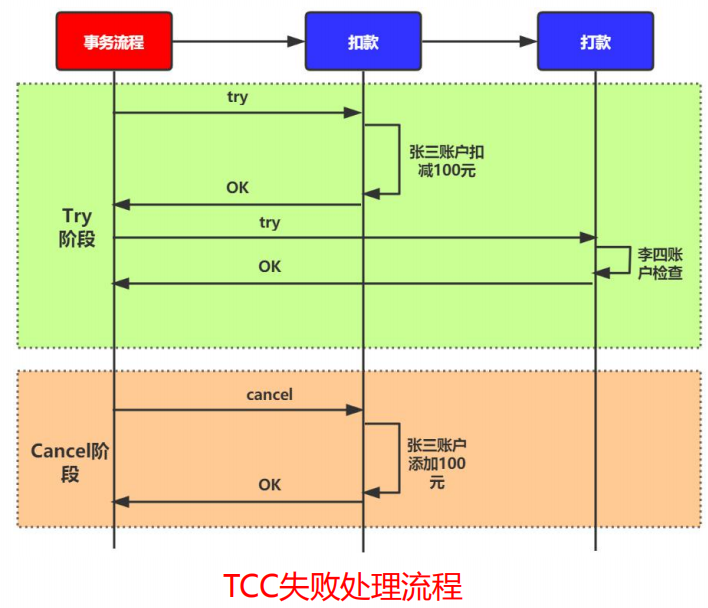 事务流程
扣款
打款
try
张三账户扣
减100元
OK
Try
阶段
try
李四账
户检查
OK
cancel
Cancel阶
段
张三账户
添加100
元
OK
TCC失败处理流程